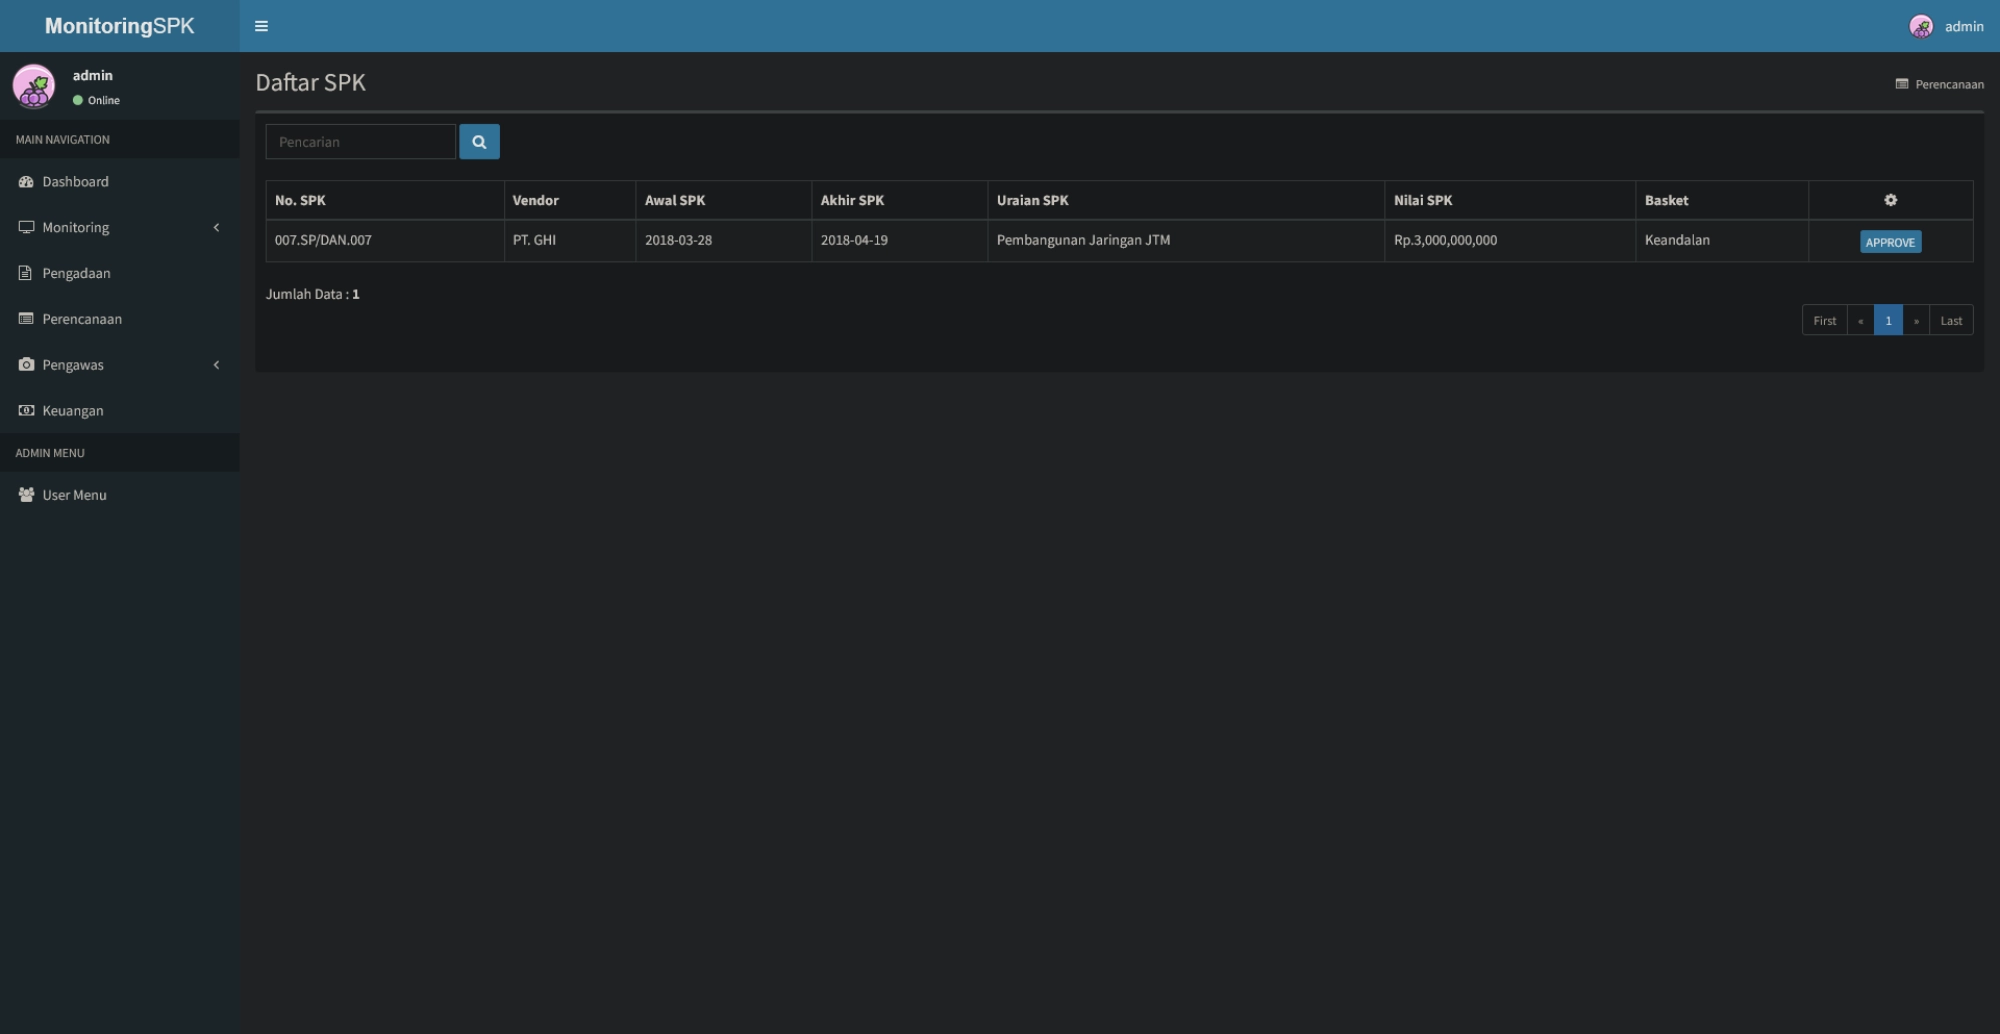 MonitoringSPK
admin
admin
Online
MAIN NAVIGATION
Dashboard
Monitoring
Pengadaan
Perencanaan
Pengawas
Keuangan
ADMIN MENU
User Menu
Daftar SPK
Perencanaan
Pencarian
No. SPK Vendor Awal SPK Akhir SPK Uraian SPK Nilai SPK Basket
007.SP/DAN.007 PT. GHI 2018-03-28 2018-04-19 Pembangunan Jaringan JTM Rp.3,000,000,000 Keandalan APPROVE
Jumlah Data : 1
First « 1 » Last